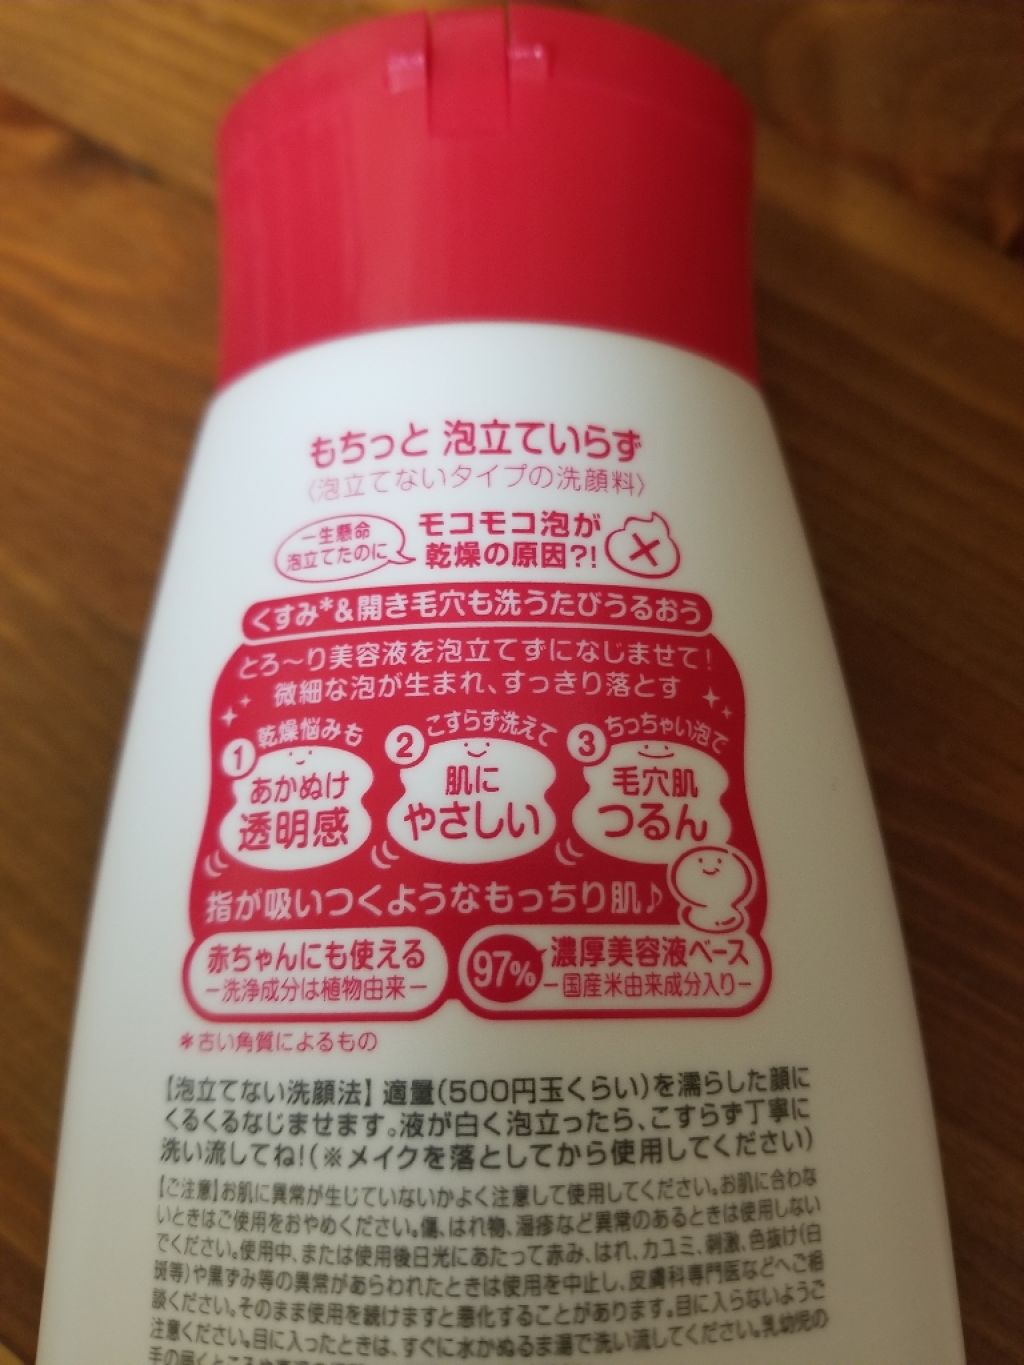 もちっと 泡立ていらず
〈泡立てないタイプの洗顔料〉
一生懸命
泡立てたのに
モコモコ泡が
乾燥の原因?!
くすみ*&開き毛穴も洗うたびうるおう
とろ〜り美容液を泡立てずになじませて!
微細な泡が生まれ、すっきり落とす
1 乾燥悩みも
あかぬけ
透明感
2 こすらず洗えて
肌に
やさしい
3 ちっちゃい泡で
毛穴肌
つるん
指が吸いつくようなもっちり肌♪
赤ちゃんにも使える
ー洗浄成分は植物由来ー
97% 濃厚美容液ベース
ー国産米由来成分入りー
*古い角質によるもの
【泡立てない洗顔法】適量(500円玉くらい)を濡らした顔に
くるくるなじませます。液が白く泡立ったら、こすらず丁寧に
洗い流してね!(※メイクを落としてから使用してください)
【ご注意】お肌に異常が生じていないかよく注意して使用してください。お肌に合わな
いときはご使用をおやめください。傷、はれ物、湿疹など異常のあるときは使用しない
でください。使用中、または使用後日光にあたって赤み、はれ、カユミ、刺激、色抜け(白
斑等)や黒ずみ等の異常があらわれたときは使用を中止し、皮膚科専門医などへご相
談ください。そのまま使用を続けますと悪化することがあります。目に入らないようご
注意ください。目に入ったときは、すぐに水かぬるま湯で洗い流してください。乳幼児の